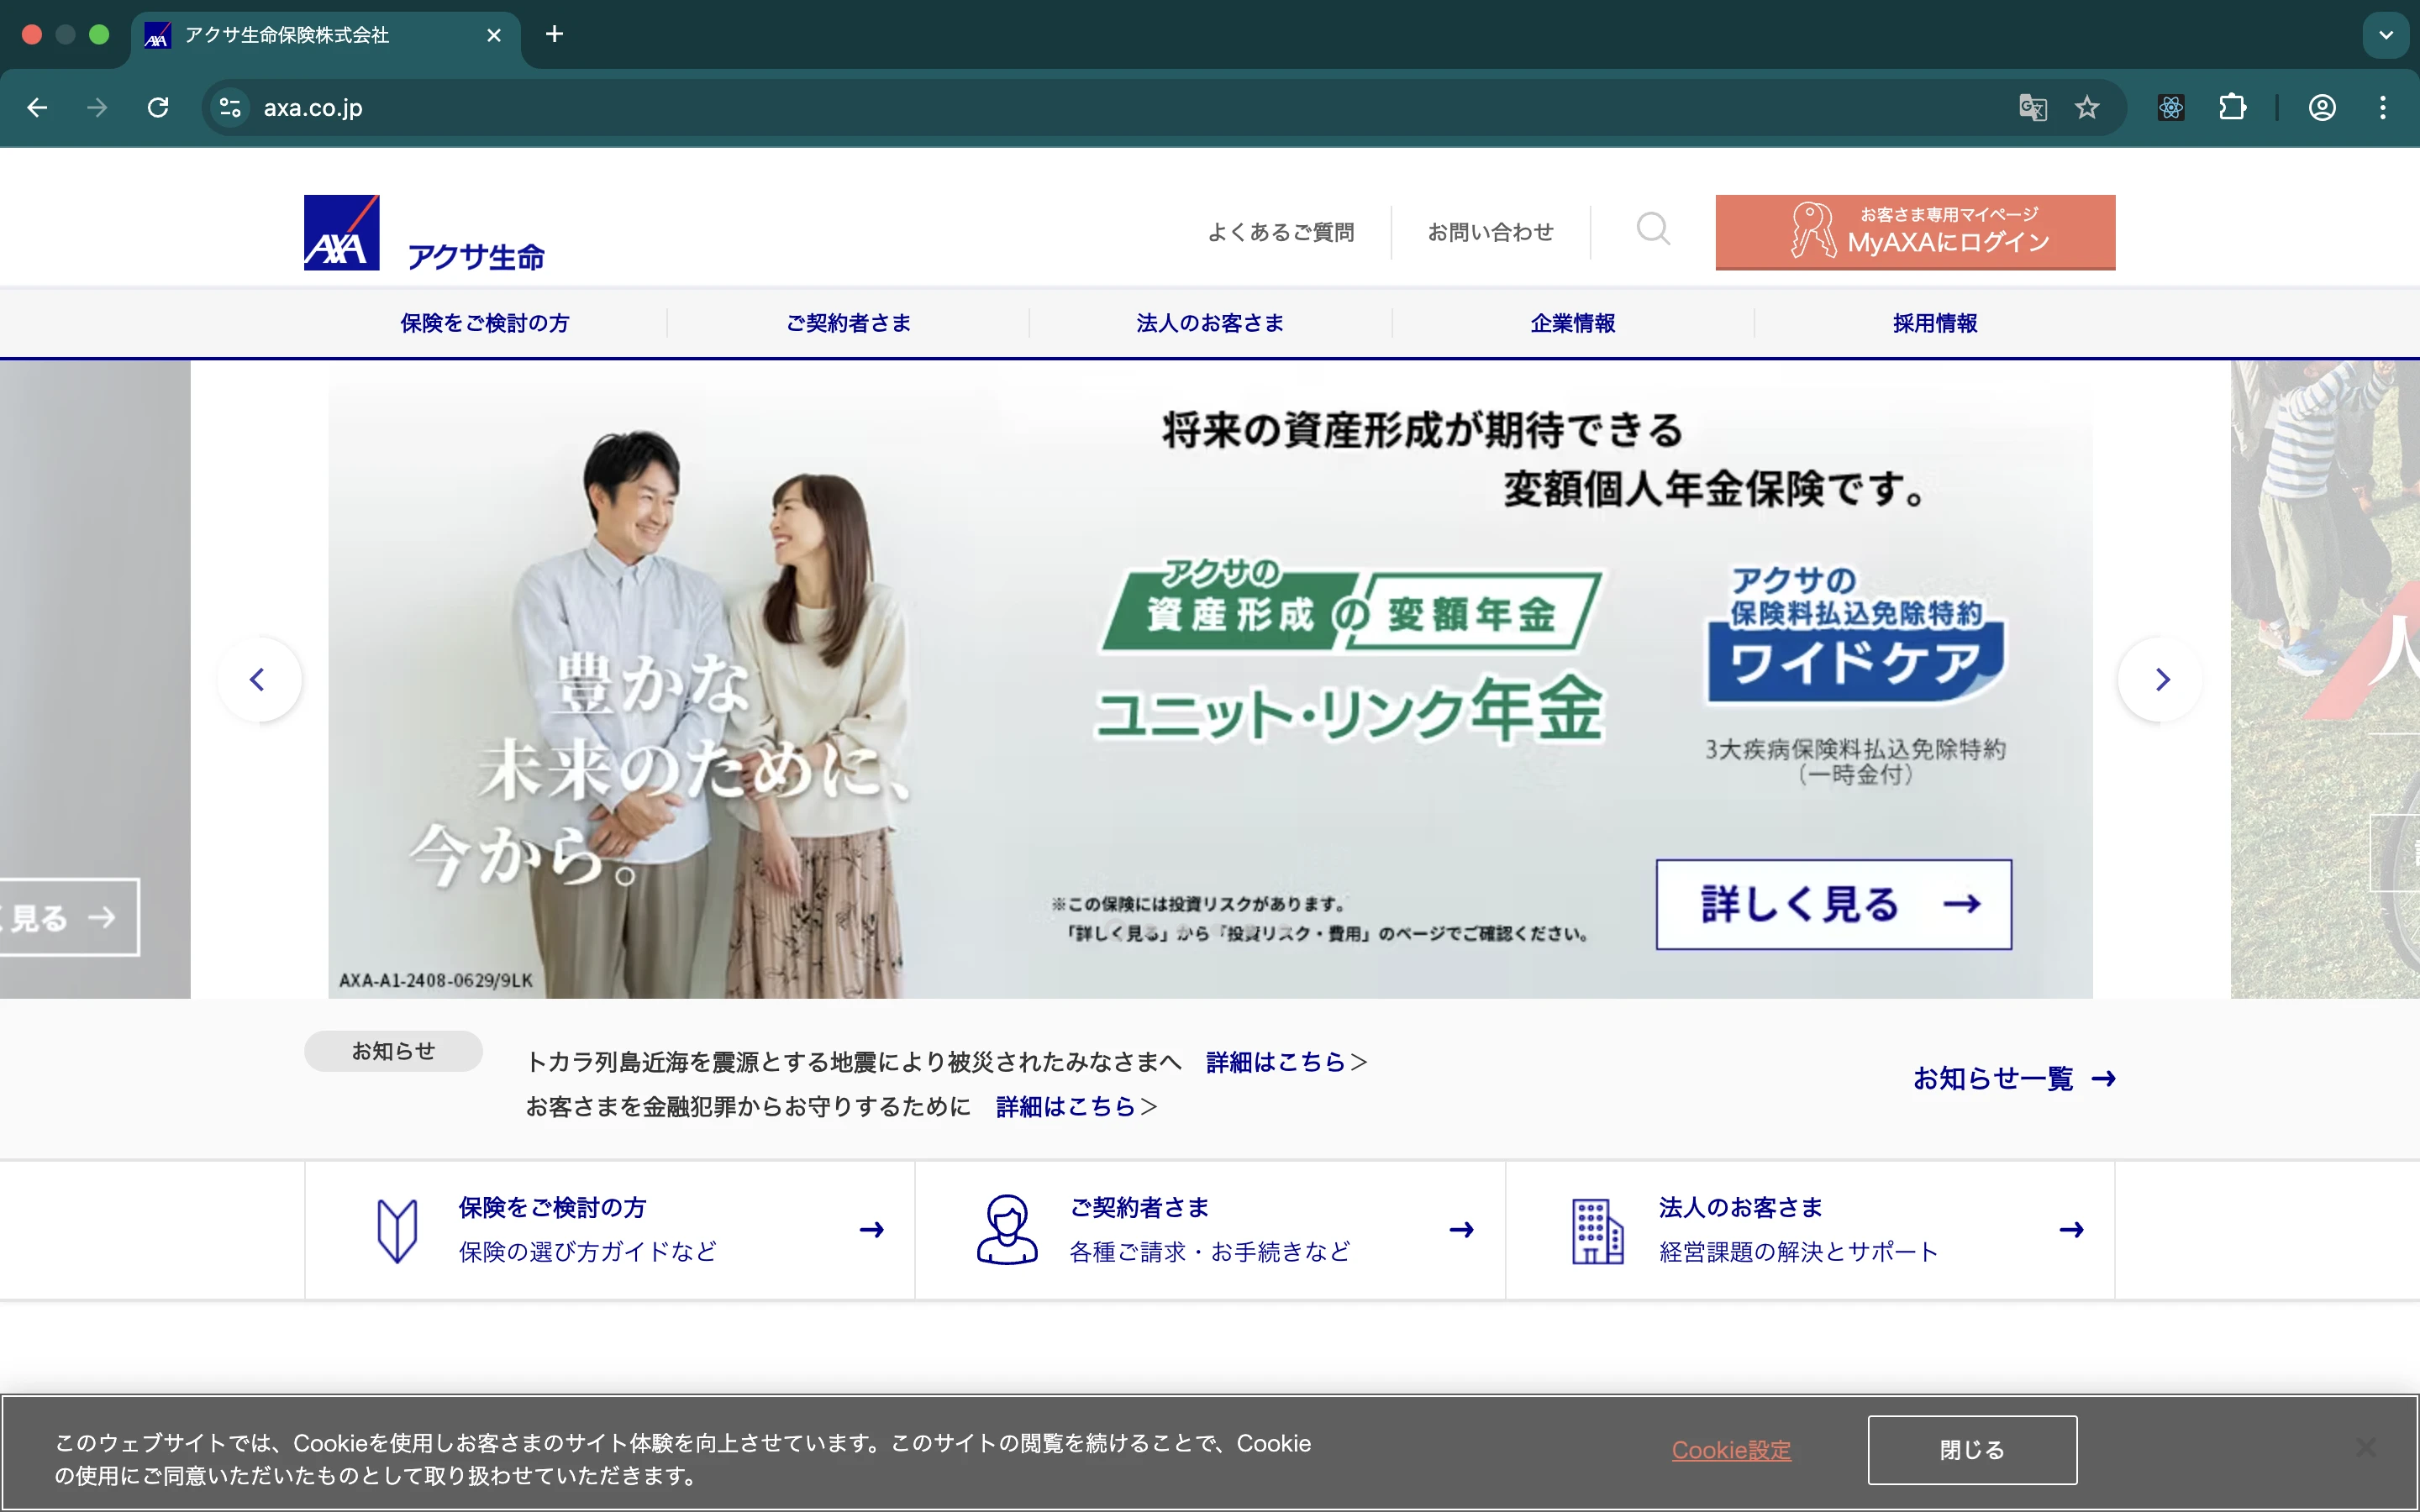 アクサ生命保険株式会社
axa.co.jp
AXA アクサ生命
よくあるご質問
お問い合わせ
お客さま専用マイページ
MyAXAにログイン
保険をご検討の方
ご契約者さま
法人のお客さま
企業情報
採用情報
将来の資産形成が期待できる
変額個人年金保険です。
アクサの
資産形成の変額年金
ユニット・リンク年金
アクサの
保険料払込免除特約
ワイドケア
3大疾病保険料払込免除特約
(一時金付)
豊かな
未来のために、
今から。
※この保険には投資リスクがあります。
「詳しく見る」から「投資リスク・費用」のページでご確認ください。
詳しく見る →
AXA-A1-2408-0629/9LK
く見る →
人
お知らせ
トカラ列島近海を震源とする地震により被災されたみなさまへ 詳細はこちら＞
お客さまを金融犯罪からお守りするために 詳細はこちら＞
お知らせ一覧 →
保険をご検討の方
保険の選び方ガイドなど
ご契約者さま
各種ご請求・お手続きなど
法人のお客さま
経営課題の解決とサポート
このウェブサイトでは、Cookieを使用しお客さまのサイト体験を向上させています。このサイトの閲覧を続けることで、Cookie
の使用にご同意いただいたものとして取り扱わせていただきます。
Cookie設定
閉じる